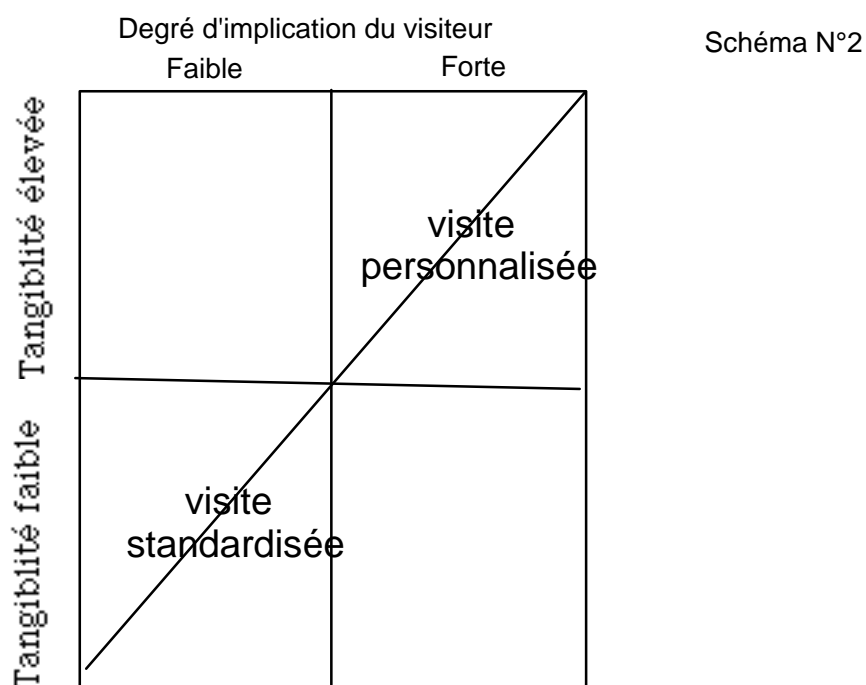 Degré d'implication du visiteur
Schéma N°2
Faible
Forte
Tangiblité élevée
visite
personnalisée
Tangiblité faible
visite
standardisée